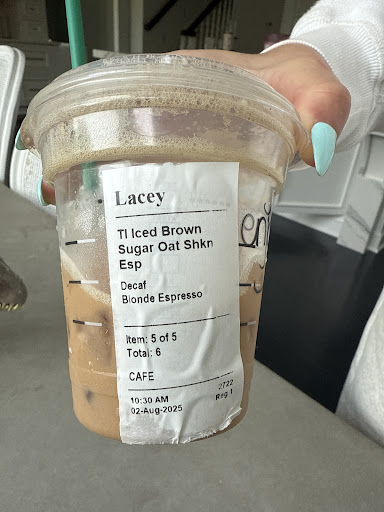 Lacey
Tl Iced Brown
Sugar Oat Shkn
Esp
Decaf
Blonde Espresso
Item: 5 of 5
Total: 6
CAFE
10:30 AM
2722
02-Aug-2025
Reg 1